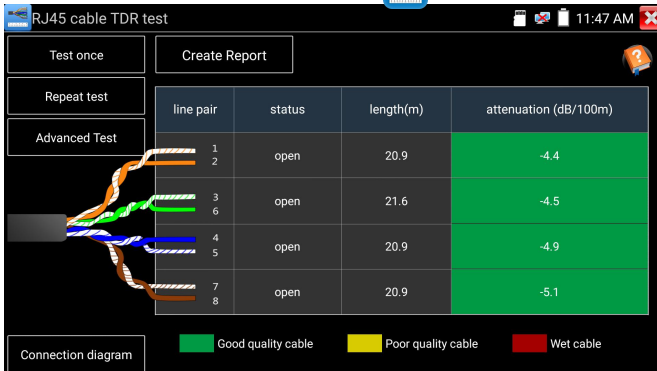 RJ45 cable TDR test
11:47 AM
Test once
Create Report
Repeat test
Advanced Test
line pair status length(m) attenuation (dB/100m)
1
2
open 20.9 -4.4
3
6
open 21.6 -4.5
4
5
open 20.9 -4.9
7
8
open 20.9 -5.1
Good quality cable Poor quality cable Wet cable
Connection diagram